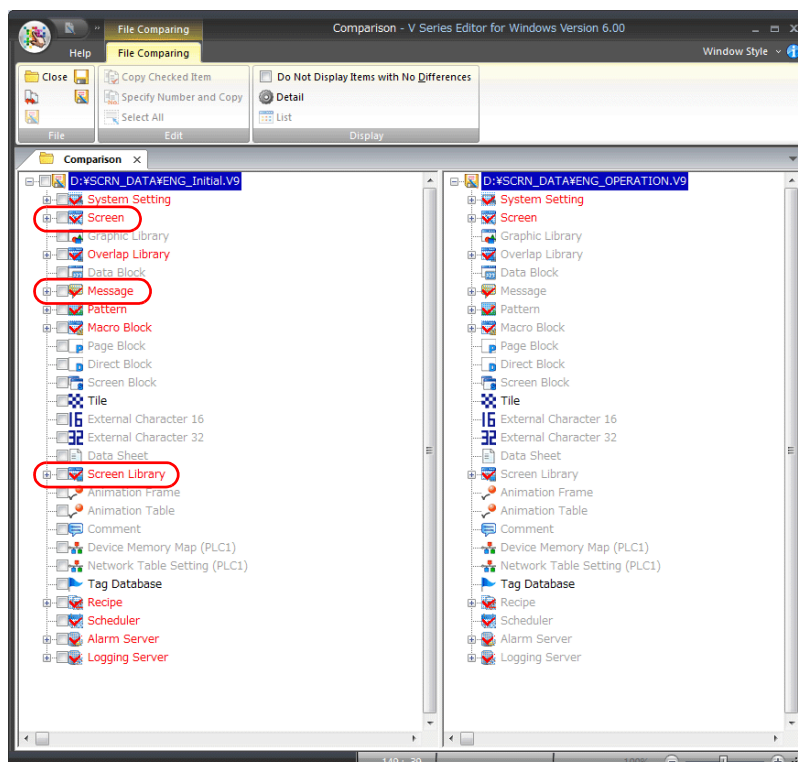 File Comparing
Comparison - V Series Editor for Windows Version 6.00
Help
File Comparing
Window Style
Close
Copy Checked Item
Specify Number and Copy
Select All
Do Not Display Items with No Differences
Detail
List
File
Edit
Display
Comparison
D:¥SCRN_DATA¥ENG_Initial.V9
System Setting
Screen
Graphic Library
Overlap Library
Data Block
Message
Pattern
Macro Block
Page Block
Direct Block
Screen Block
Tile
External Character 16
External Character 32
Data Sheet
Screen Library
Animation Frame
Animation Table
Comment
Device Memory Map (PLC1)
Network Table Setting (PLC1)
Tag Database
Recipe
Scheduler
Alarm Server
Logging Server
D:¥SCRN_DATA¥ENG_OPERATION.V9
System Setting
Screen
Graphic Library
Overlap Library
Data Block
Message
Pattern
Macro Block
Page Block
Direct Block
Screen Block
Tile
External Character 16
External Character 32
Data Sheet
Screen Library
Animation Frame
Animation Table
Comment
Device Memory Map (PLC1)
Network Table Setting (PLC1)
Tag Database
Recipe
Scheduler
Alarm Server
Logging Server